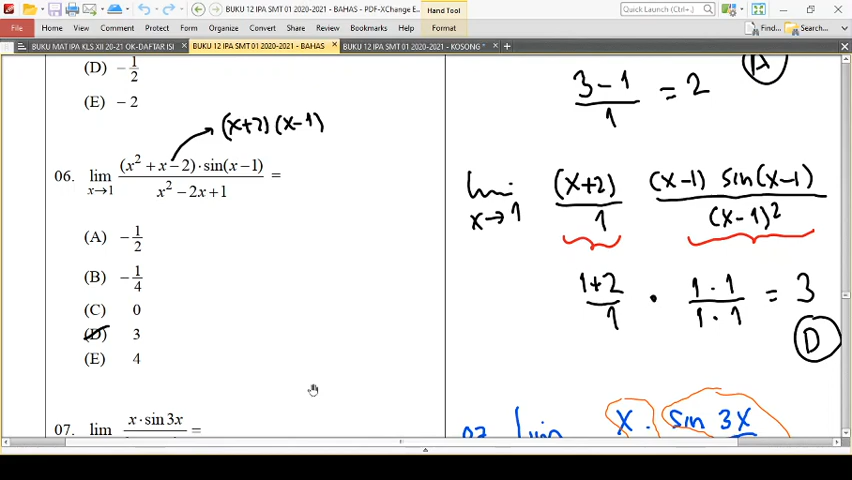 BUKU 12 IPA SMT 01 2020-2021 - BAHAS - PDF-XChange E
Hand Tool
Quick Launch (Ctrl+.)
File Home View Comment Protect Form Organize Convert Share Review Bookmarks Help Format
Find... Search...
BUKU MAT IPA KLS XII 20-21 OK-DAFTAR ISI × BUKU 12 IPA SMT 01 2020-2021 - BAHAS × BUKU 12 IPA SMT 01 2020-2021 - KOSONG * × +
(D) -1/2
(E) -2
(x+2)(x-1)
06. lim x→1 (x² + x - 2)·sin(x-1) / x² - 2x + 1 =
(A) -1/2
(B) -1/4
(C) 0
(D) 3
(E) 4
07. lim x·sin 3x =
3-1/1 = 2
A
lim x→1 (x+2)/1 (x-1) sin(x-1)/(x-1)²
1+2/1 · 1·1/1·1 = 3
D
07 lim x . sin 3x